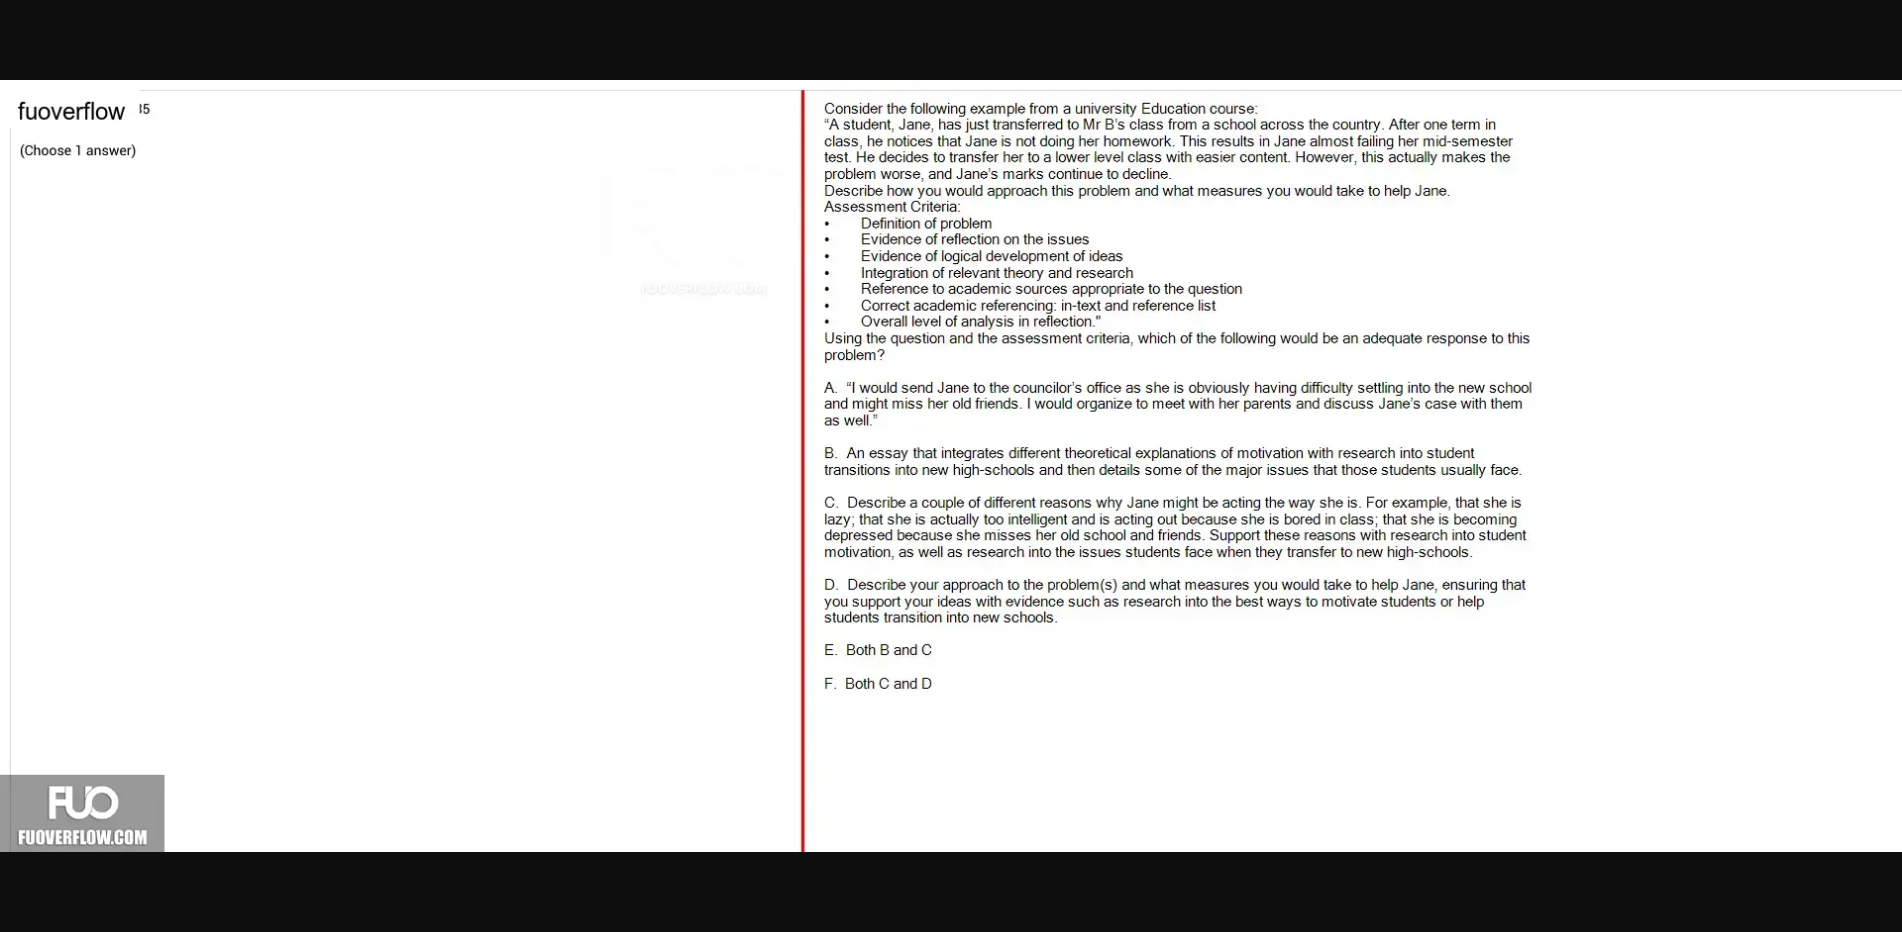 fuoverflow 35
(Choose 1 answer)
FUOVERFLOW.COM
FUO
FUOVERFLOW.COM
Consider the following example from a university Education course:
“A student, Jane, has just transferred to Mr B’s class from a school across the country. After one term in
class, he notices that Jane is not doing her homework. This results in Jane almost failing her mid-semester
test. He decides to transfer her to a lower level class with easier content. However, this actually makes the
problem worse, and Jane’s marks continue to decline.
Describe how you would approach this problem and what measures you would take to help Jane.
Assessment Criteria:
• Definition of problem
• Evidence of reflection on the issues
• Evidence of logical development of ideas
• Integration of relevant theory and research
• Reference to academic sources appropriate to the question
• Correct academic referencing: in-text and reference list
• Overall level of analysis in reflection."
Using the question and the assessment criteria, which of the following would be an adequate response to this
problem?
A. “I would send Jane to the councilor’s office as she is obviously having difficulty settling into the new school
and might miss her old friends. I would organize to meet with her parents and discuss Jane’s case with them
as well.”
B. An essay that integrates different theoretical explanations of motivation with research into student
transitions into new high-schools and then details some of the major issues that those students usually face.
C. Describe a couple of different reasons why Jane might be acting the way she is. For example, that she is
lazy; that she is actually too intelligent and is acting out because she is bored in class; that she is becoming
depressed because she misses her old school and friends. Support these reasons with research into student
motivation, as well as research into the issues students face when they transfer to new high-schools.
D. Describe your approach to the problem(s) and what measures you would take to help Jane, ensuring that
you support your ideas with evidence such as research into the best ways to motivate students or help
students transition into new schools.
E. Both B and C
F. Both C and D